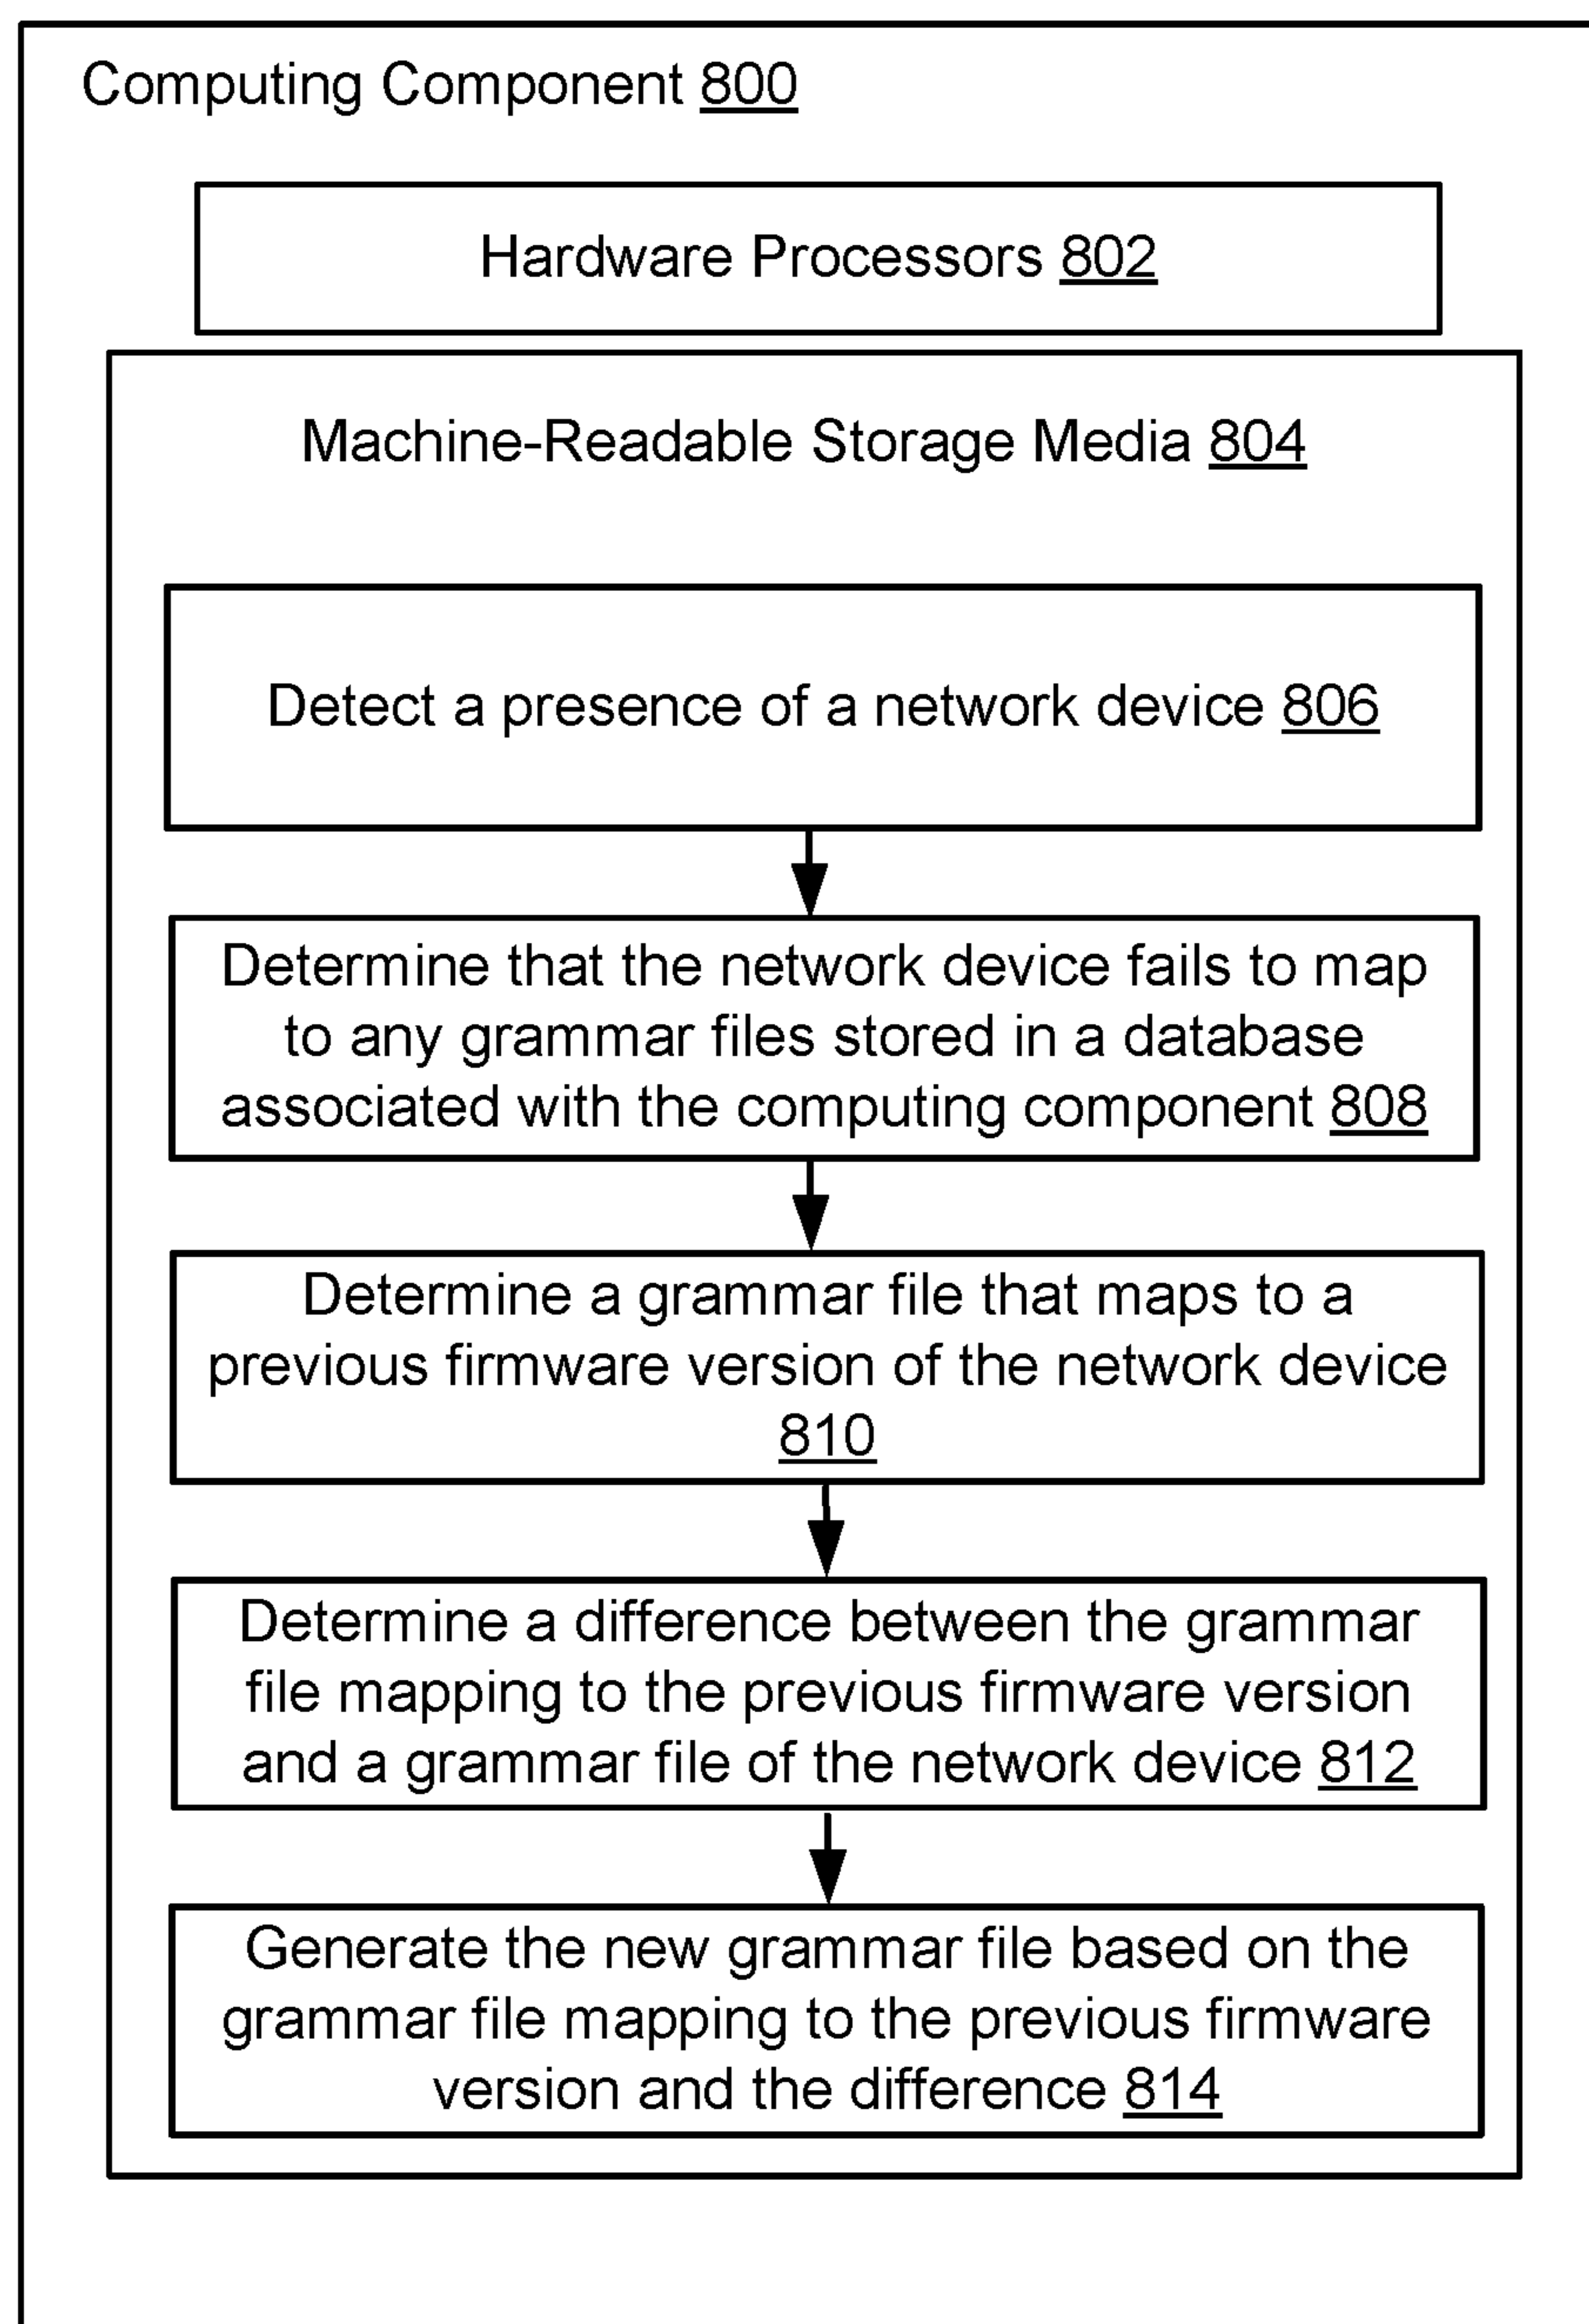 Computing Component 800
Hardware Processors 802
Machine-Readable Storage Media 804
Detect a presence of a network device 806
Determine that the network device fails to map
to any grammar files stored in a database
associated with the computing component 808
Determine a grammar file that maps to a
previous firmware version of the network device
810
Determine a difference between the grammar
file mapping to the previous firmware version
and a grammar file of the network device 812
Generate the new grammar file based on the
grammar file mapping to the previous firmware
version and the difference 814